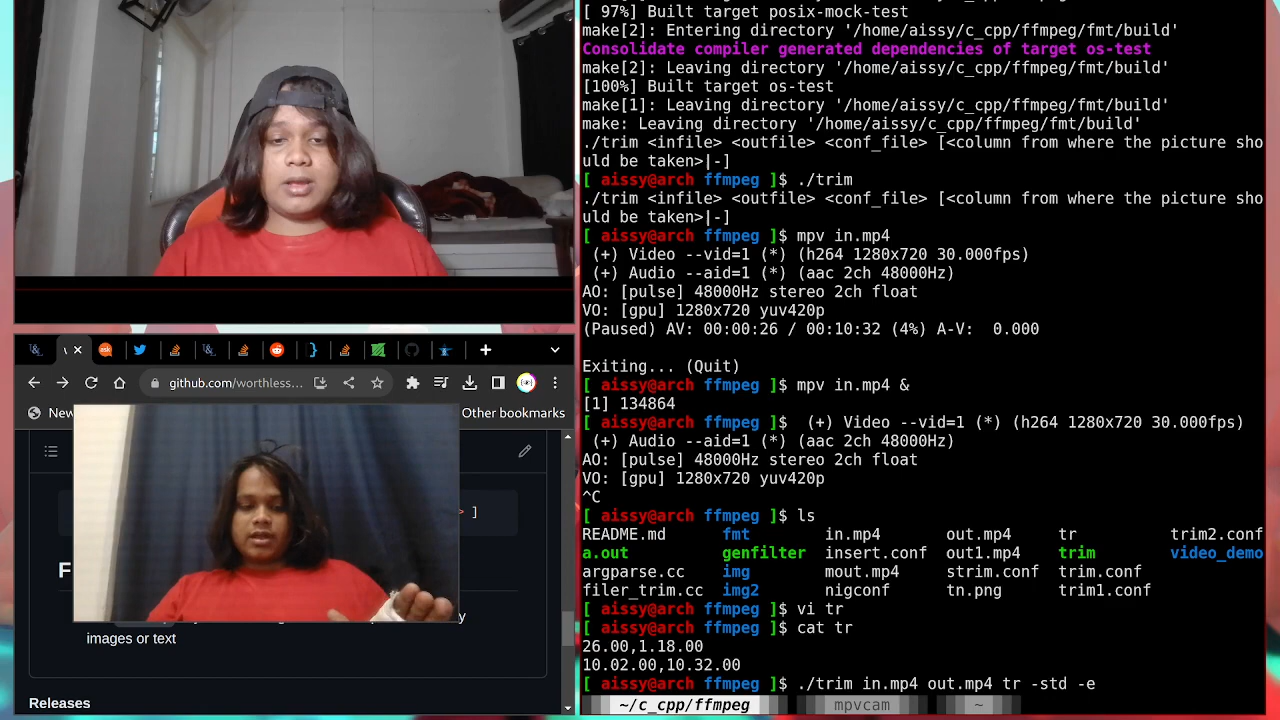 [ 97%] Built target posix-mock-test
make[2]: Entering directory '/home/aissy/c_cpp/ffmpeg/fmt/build'
Consolidate compiler generated dependencies of target os-test
make[2]: Leaving directory '/home/aissy/c_cpp/ffmpeg/fmt/build'
[100%] Built target os-test
make[1]: Leaving directory '/home/aissy/c_cpp/ffmpeg/fmt/build'
make: Leaving directory '/home/aissy/c_cpp/ffmpeg/fmt/build'
./trim <infile> <outfile> <conf_file> [<column from where the picture sho
uld be taken>|-]
[ aissy@arch ffmpeg ]$ ./trim
./trim <infile> <outfile> <conf_file> [<column from where the picture sho
uld be taken>|-]
[ aissy@arch ffmpeg ]$ mpv in.mp4
(+) Video --vid=1 (*) (h264 1280x720 30.000fps)
(+) Audio --aid=1 (*) (aac 2ch 48000Hz)
AO: [pulse] 48000Hz stereo 2ch float
VO: [gpu] 1280x720 yuv420p
(Paused) AV: 00:00:26 / 00:10:32 (4%) A-V:  0.000
Exiting... (Quit)
[ aissy@arch ffmpeg ]$ mpv in.mp4 &
[1] 134864
[ aissy@arch ffmpeg ]$  (+) Video --vid=1 (*) (h264 1280x720 30.000fps)
(+) Audio --aid=1 (*) (aac 2ch 48000Hz)
AO: [pulse] 48000Hz stereo 2ch float
VO: [gpu] 1280x720 yuv420p
^C
[ aissy@arch ffmpeg ]$ ls
README.md fmt in.mp4 out.mp4 tr trim2.conf
a.out genfilter insert.conf out1.mp4 trim video_demo
argparse.cc img mout.mp4 strim.conf trim.conf
filer_trim.cc img2 nigconf tn.png trim1.conf
[ aissy@arch ffmpeg ]$ vi tr
[ aissy@arch ffmpeg ]$ cat tr
26.00,1.18.00
10.02.00,10.32.00
[ aissy@arch ffmpeg ]$ ./trim in.mp4 out.mp4 tr -std -e
~/c_cpp/ffmpeg mpvcam ~
github.com/worthless...
New
Other bookmarks
> ]
F
y
images or text
Releases